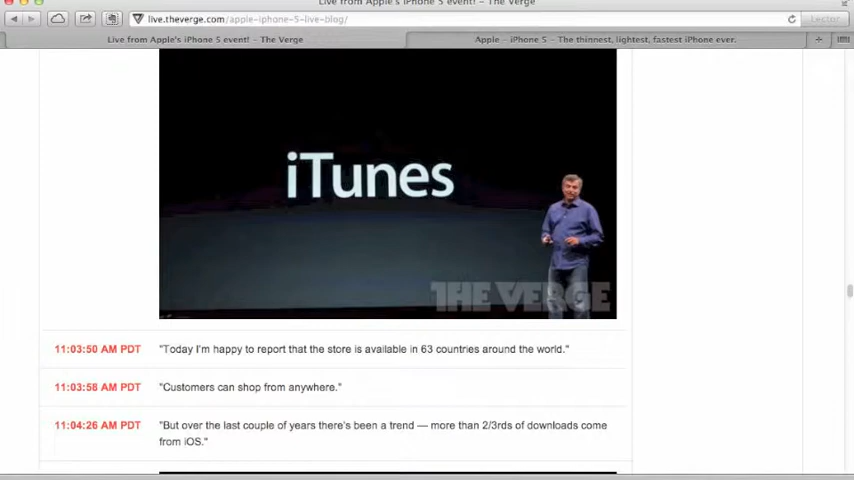 Live from Apple's iPhone 5 event! – The Verge
live.theverge.com/apple-iphone-5-live-blog/
Lector
Live from Apple's iPhone 5 event! – The Verge
Apple – iPhone 5 – The thinnest, lightest, fastest iPhone ever.
iTunes
THE VERGE
11:03:50 AM PDT "Today I'm happy to report that the store is available in 63 countries around the world."
11:03:58 AM PDT "Customers can shop from anywhere."
11:04:26 AM PDT "But over the last couple of years there's been a trend — more than 2/3rds of downloads come
from iOS."